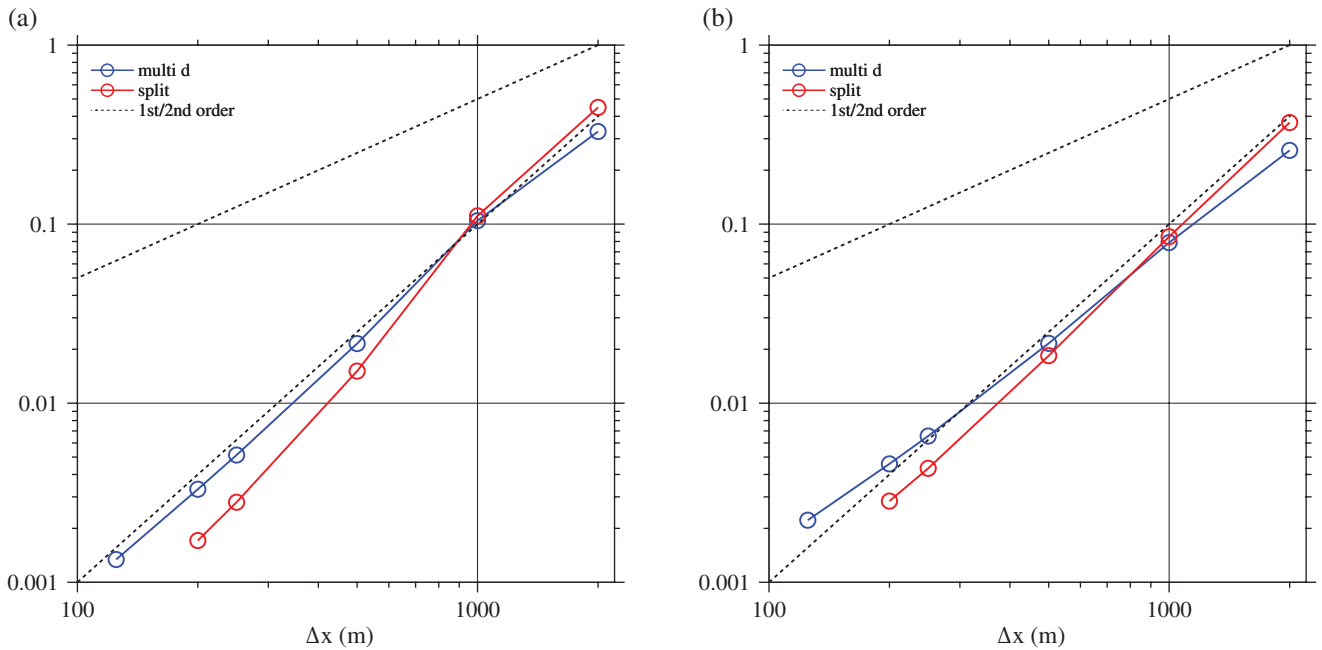 (a)
1
multi d
split
1st/2nd order
0.1
0.01
0.001
100
1000
Δx (m)
(b)
1
multi d
split
1st/2nd order
0.1
0.01
0.001
100
1000
Δx (m)